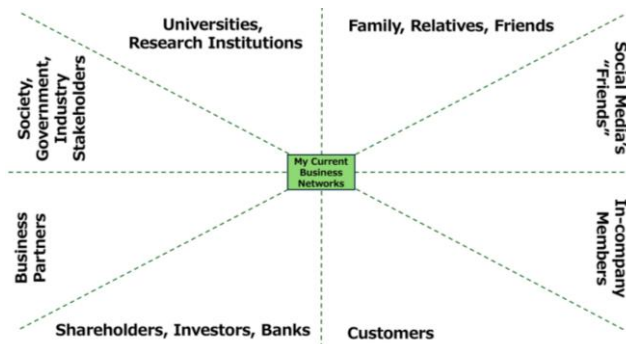 Universities,
Research Institutions
Family, Relatives, Friends
Society,
Government,
Industry
Stakeholders
Social Media's
“Friends”
My Current
Business
Networks
Business
Partners
In-company
Members
Shareholders, Investors, Banks
Customers